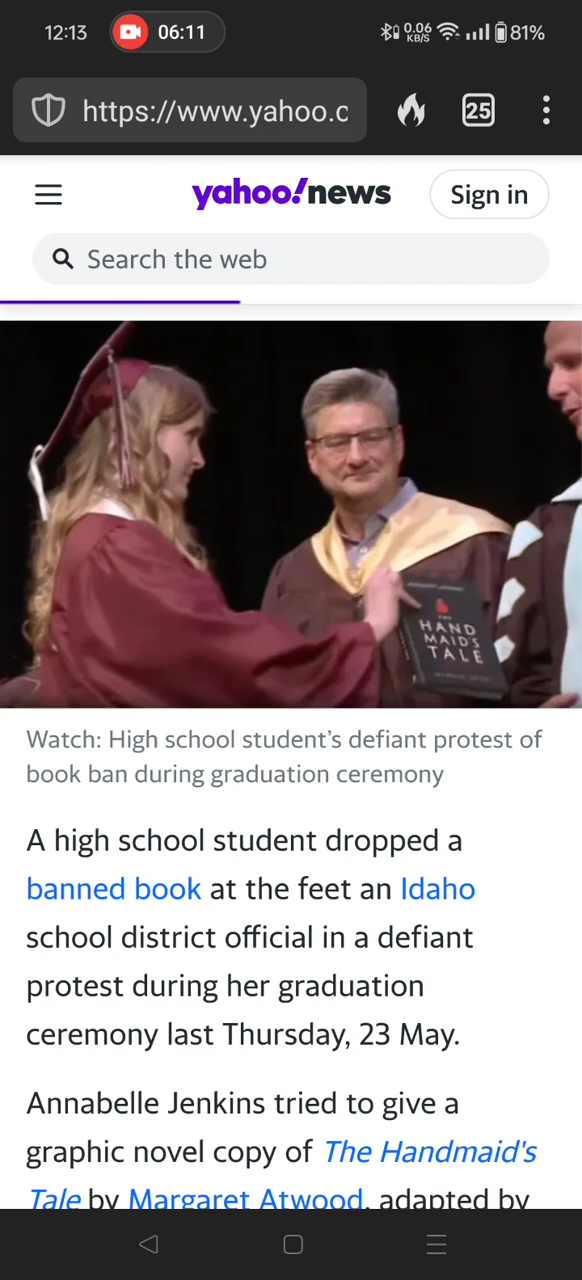 12:13
06:11
0.06
KB/S
81%
https://www.yahoo.c
25
yahoo!news
Sign in
Search the web
HAND
MAID'S
TALE
Watch: High school student's defiant protest of
book ban during graduation ceremony
A high school student dropped a
banned book at the feet an Idaho
school district official in a defiant
protest during her graduation
ceremony last Thursday, 23 May.
Annabelle Jenkins tried to give a
graphic novel copy of The Handmaid's
Tale by Margaret Atwood, adapted by